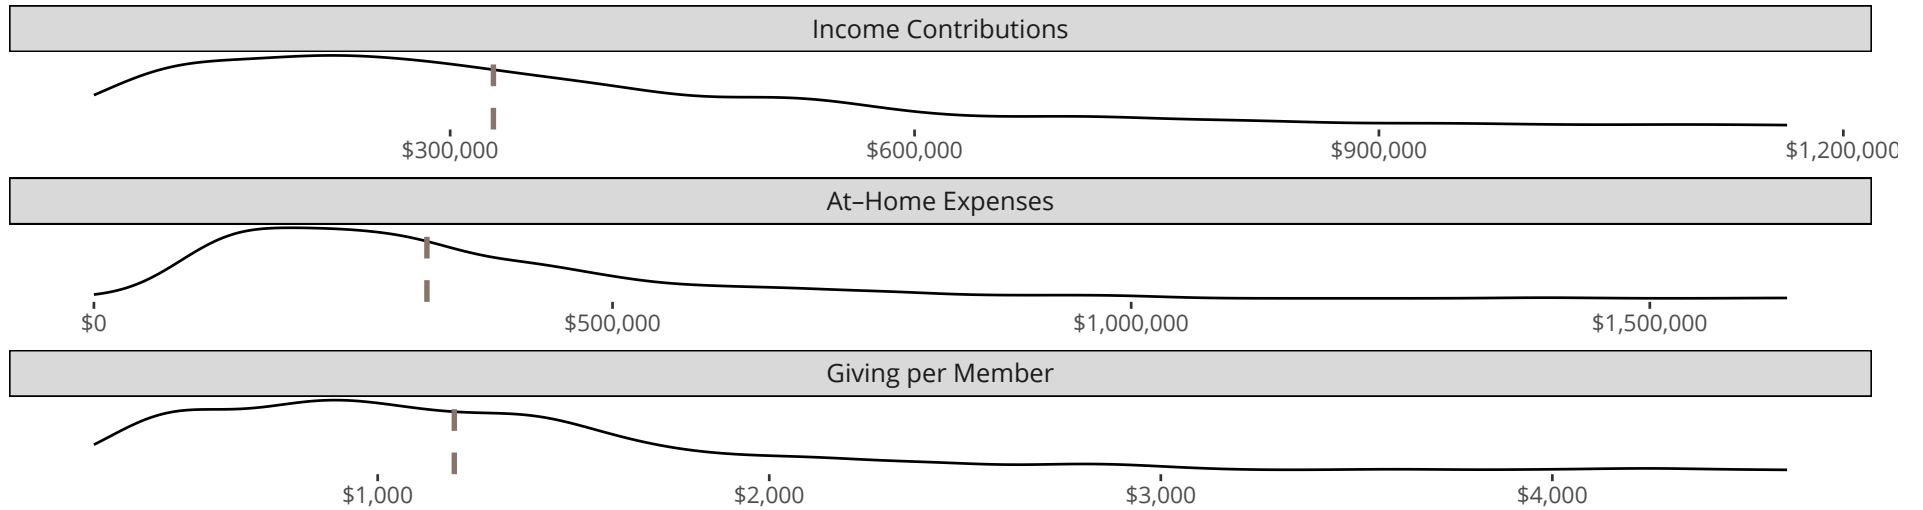 Income Contributions
$300,000 $600,000 $900,000 $1,200,000
At–Home Expenses
$0 $500,000 $1,000,000 $1,500,000
Giving per Member
$1,000 $2,000 $3,000 $4,000